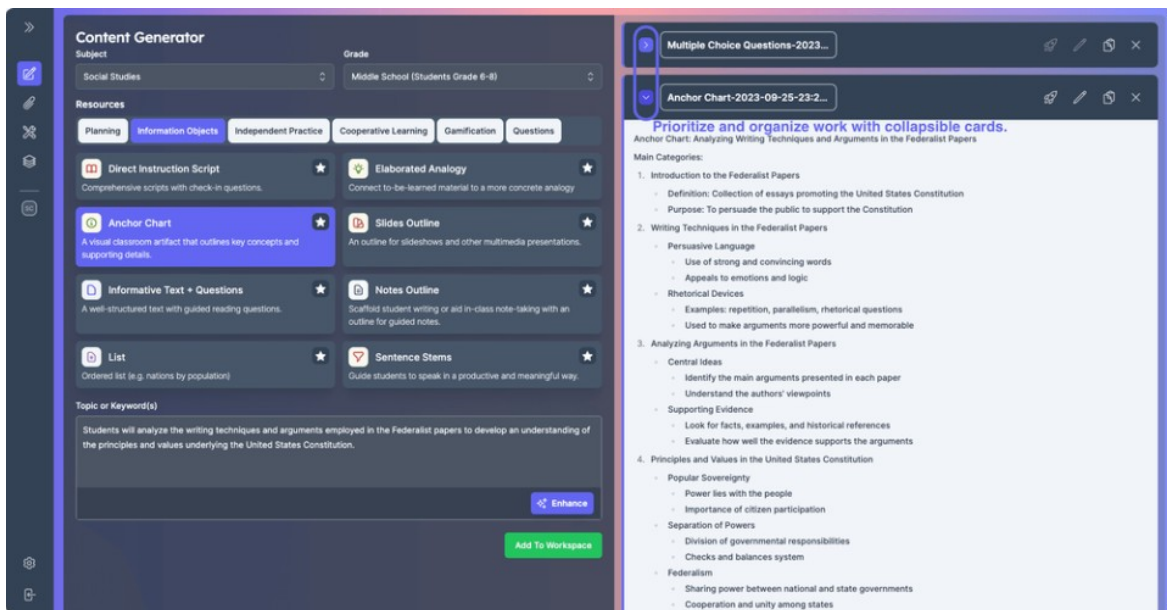 Content Generator
Subject
Grade
Social Studies
Middle School (Students Grade 6-8)
Resources
Planning
Information Objects
Independent Practice
Cooperative Learning
Gamification
Questions
Direct Instruction Script
Comprehensive scripts with check-in questions.
Elaborated Analogy
Connect to-be-learned material to a more concrete analogy
Anchor Chart
A visual classroom artifact that outlines key concepts and
supporting details.
Slides Outline
An outline for slideshows and other multimedia presentations.
Informative Text + Questions
A well-structured text with guided reading questions.
Notes Outline
Scaffold student writing or aid in-class note-taking with an
outline for guided notes.
List
Ordered list (e.g. nations by population)
Sentence Stems
Guide students to speak in a productive and meaningful way.
Topic or Keyword(s)
Students will analyze the writing techniques and arguments employed in the Federalist papers to develop an understanding of
the principles and values underlying the United States Constitution.
Enhance
Add To Workspace
SC
Multiple Choice Questions-2023...
Anchor Chart-2023-09-25-23:2...
Prioritize and organize work with collapsible cards.
Anchor Chart: Analyzing Writing Techniques and Arguments in the Federalist Papers
Main Categories:
1. Introduction to the Federalist Papers
Definition: Collection of essays promoting the United States Constitution
Purpose: To persuade the public to support the Constitution
2. Writing Techniques in the Federalist Papers
Persuasive Language
Use of strong and convincing words
Appeals to emotions and logic
Rhetorical Devices
Examples: repetition, parallelism, rhetorical questions
Used to make arguments more powerful and memorable
3. Analyzing Arguments in the Federalist Papers
Central Ideas
Identify the main arguments presented in each paper
Understand the authors' viewpoints
Supporting Evidence
Look for facts, examples, and historical references
Evaluate how well the evidence supports the arguments
4. Principles and Values in the United States Constitution
Popular Sovereignty
Power lies with the people
Importance of citizen participation
Separation of Powers
Division of governmental responsibilities
Checks and balances system
Federalism
Sharing power between national and state governments
Cooperation and unity among states